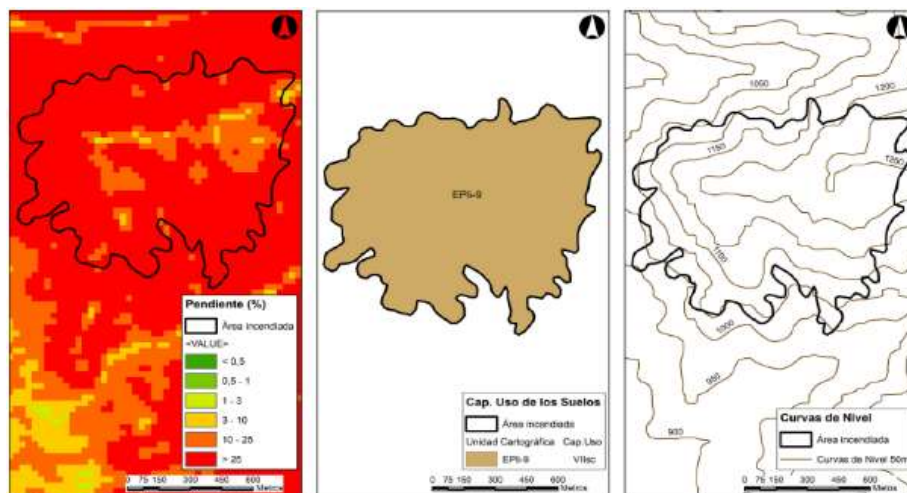 Pendiente (%)
Área incendiada
<VALUE>
< 0,5
0,5 - 1
1 - 3
3 - 10
10 - 25
> 25
0 75 150 300 450 600
Metros
EPfi-9
Cap. Uso de los Suelos
Área incendiada
Unidad Cartográfica Cap.Uso
EPfi-9 VIIsc
0 75 150 300 450 600
Metros
1050
1200
1150
1250
1100
1000
950
900
Curvas de Nivel
Área incendiada
Curvas de Nivel 50m
0 75 150 300 450 600
Metros